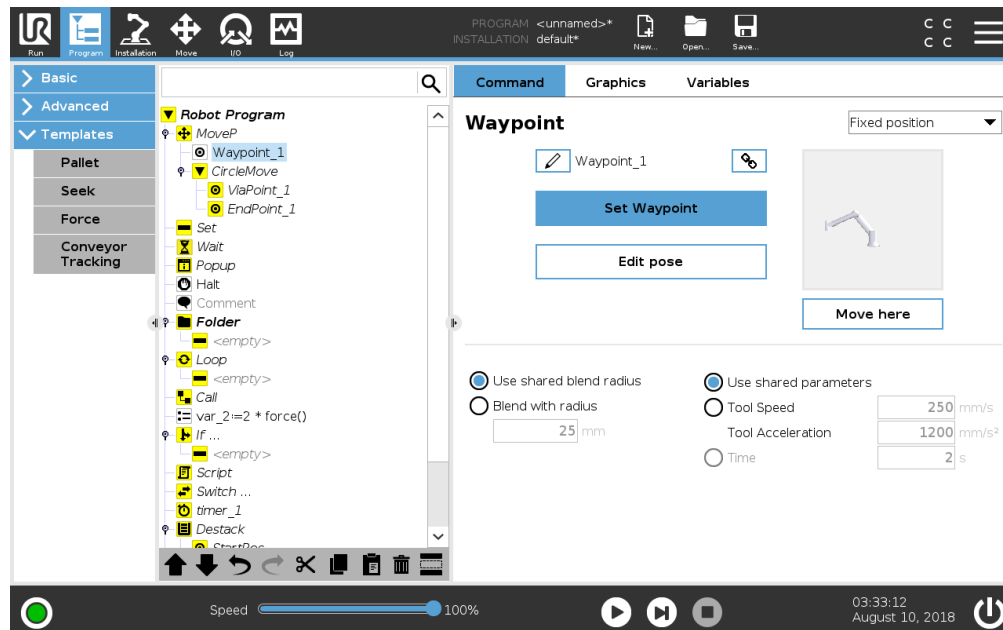 UR
Run
Program
Installation
Move
I/O
Log
PROGRAM <unnamed>*
INSTALLATION default*
New...
Open...
Save...
C C
C C
Basic
Advanced
Templates
Pallet
Seek
Force
Conveyor
Tracking
Robot Program
MoveP
Waypoint_1
CircleMove
ViaPoint_1
EndPoint_1
Set
Wait
Popup
Halt
Comment
Folder
<empty>
Loop
<empty>
Call
var_2:=2 * force()
If ...
<empty>
Script
Switch ...
timer_1
Destack
StartPos
Command Graphics Variables
Waypoint
Fixed position
Waypoint_1
Set Waypoint
Edit pose
Move here
Use shared blend radius
Blend with radius
25 mm
Use shared parameters
Tool Speed 250 mm/s
Tool Acceleration 1200 mm/s²
Time 2 s
Speed 100%
03:33:12
August 10, 2018